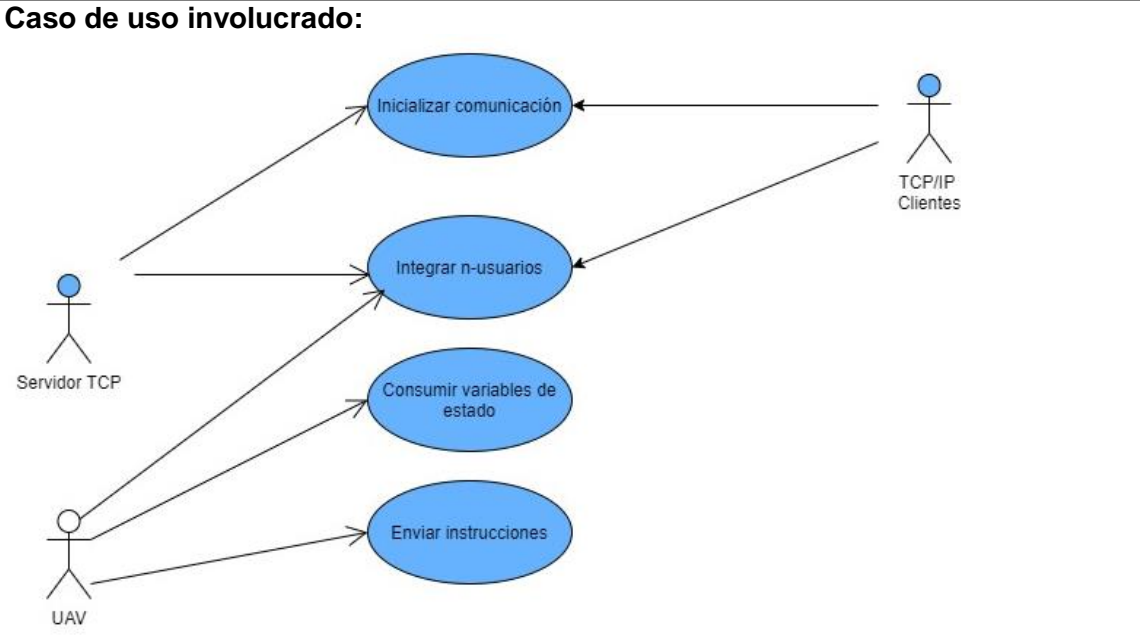 Caso de uso involucrado:
Inicializar comunicación
TCP/IP
Clientes
Integrar n-usuarios
Servidor TCP
Consumir variables de
estado
Enviar instrucciones
UAV